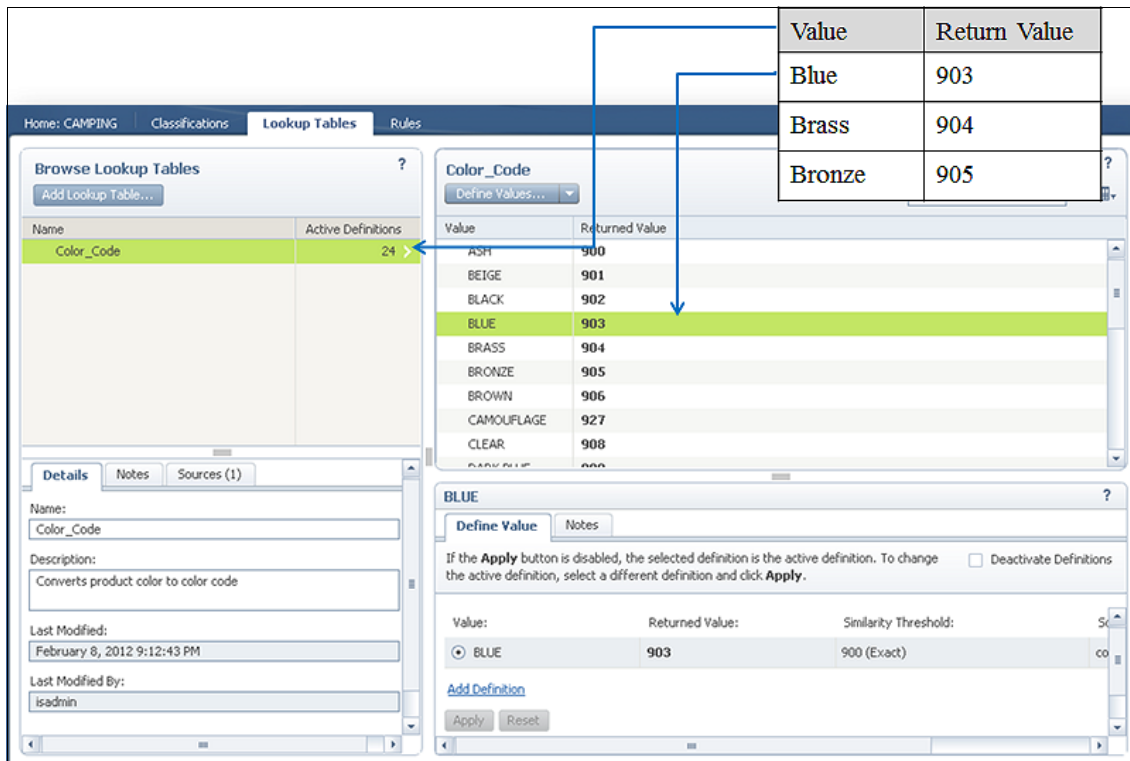 Value Return Value
Blue 903
Brass 904
Bronze 905
Home: CAMPING Classifications Lookup Tables Rules
Browse Lookup Tables ?
Add Lookup Table...
Name Active Definitions
Color_Code 24
Color_Code ?
Define Values...
Value Returned Value
ASH 900
BEIGE 901
BLACK 902
BLUE 903
BRASS 904
BRONZE 905
BROWN 906
CAMOUFLAGE 927
CLEAR 908
Details Notes Sources (1)
Name:
Color_Code
Description:
Converts product color to color code
Last Modified:
February 8, 2012 9:12:43 PM
Last Modified By:
isadmin
BLUE ?
Define Value Notes
If the Apply button is disabled, the selected definition is the active definition. To change
the active definition, select a different definition and click Apply.
Deactivate Definitions
Value: Returned Value: Similarity Threshold:
BLUE 903 900 (Exact) co
Add Definition
Apply Reset